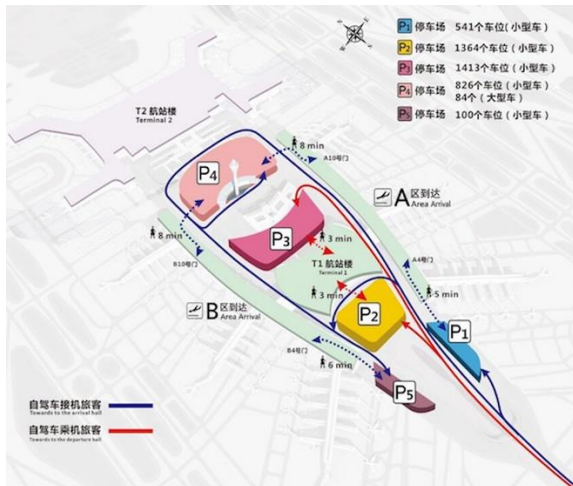 P1 停车场 541个车位(小型车)
P2 停车场 1364个车位(小型车)
P3 停车场 1413个车位(小型车)
P4 停车场 826个车位(小型车)
84个(大型车)
P5 停车场 100个车位(小型车)
T2 航站楼
Terminal 2
8 min
A10号门
P4
A区到达
Area Arrival
8 min
B10号门
P3
3 min
T1 航站楼
Terminal 1
A4号门
5 min
3 min
B区到达
Area Arrival
P2
P1
B4号门
6 min
P5
自驾车接机旅客
Towards to the arrival hall
自驾车乘机旅客
Towards to the departure hall